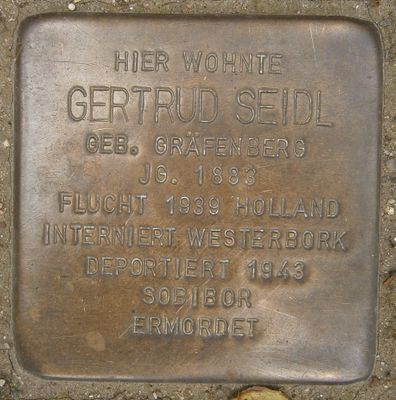 HIER WOHNTE
GERTRUD SEIDL
GEB. GRÄFENBERG
JG. 1883
FLUCHT 1939 HOLLAND
INTERNIERT WESTERBORK
DEPORTIERT 1943
SOBIBOR
ERMORDET